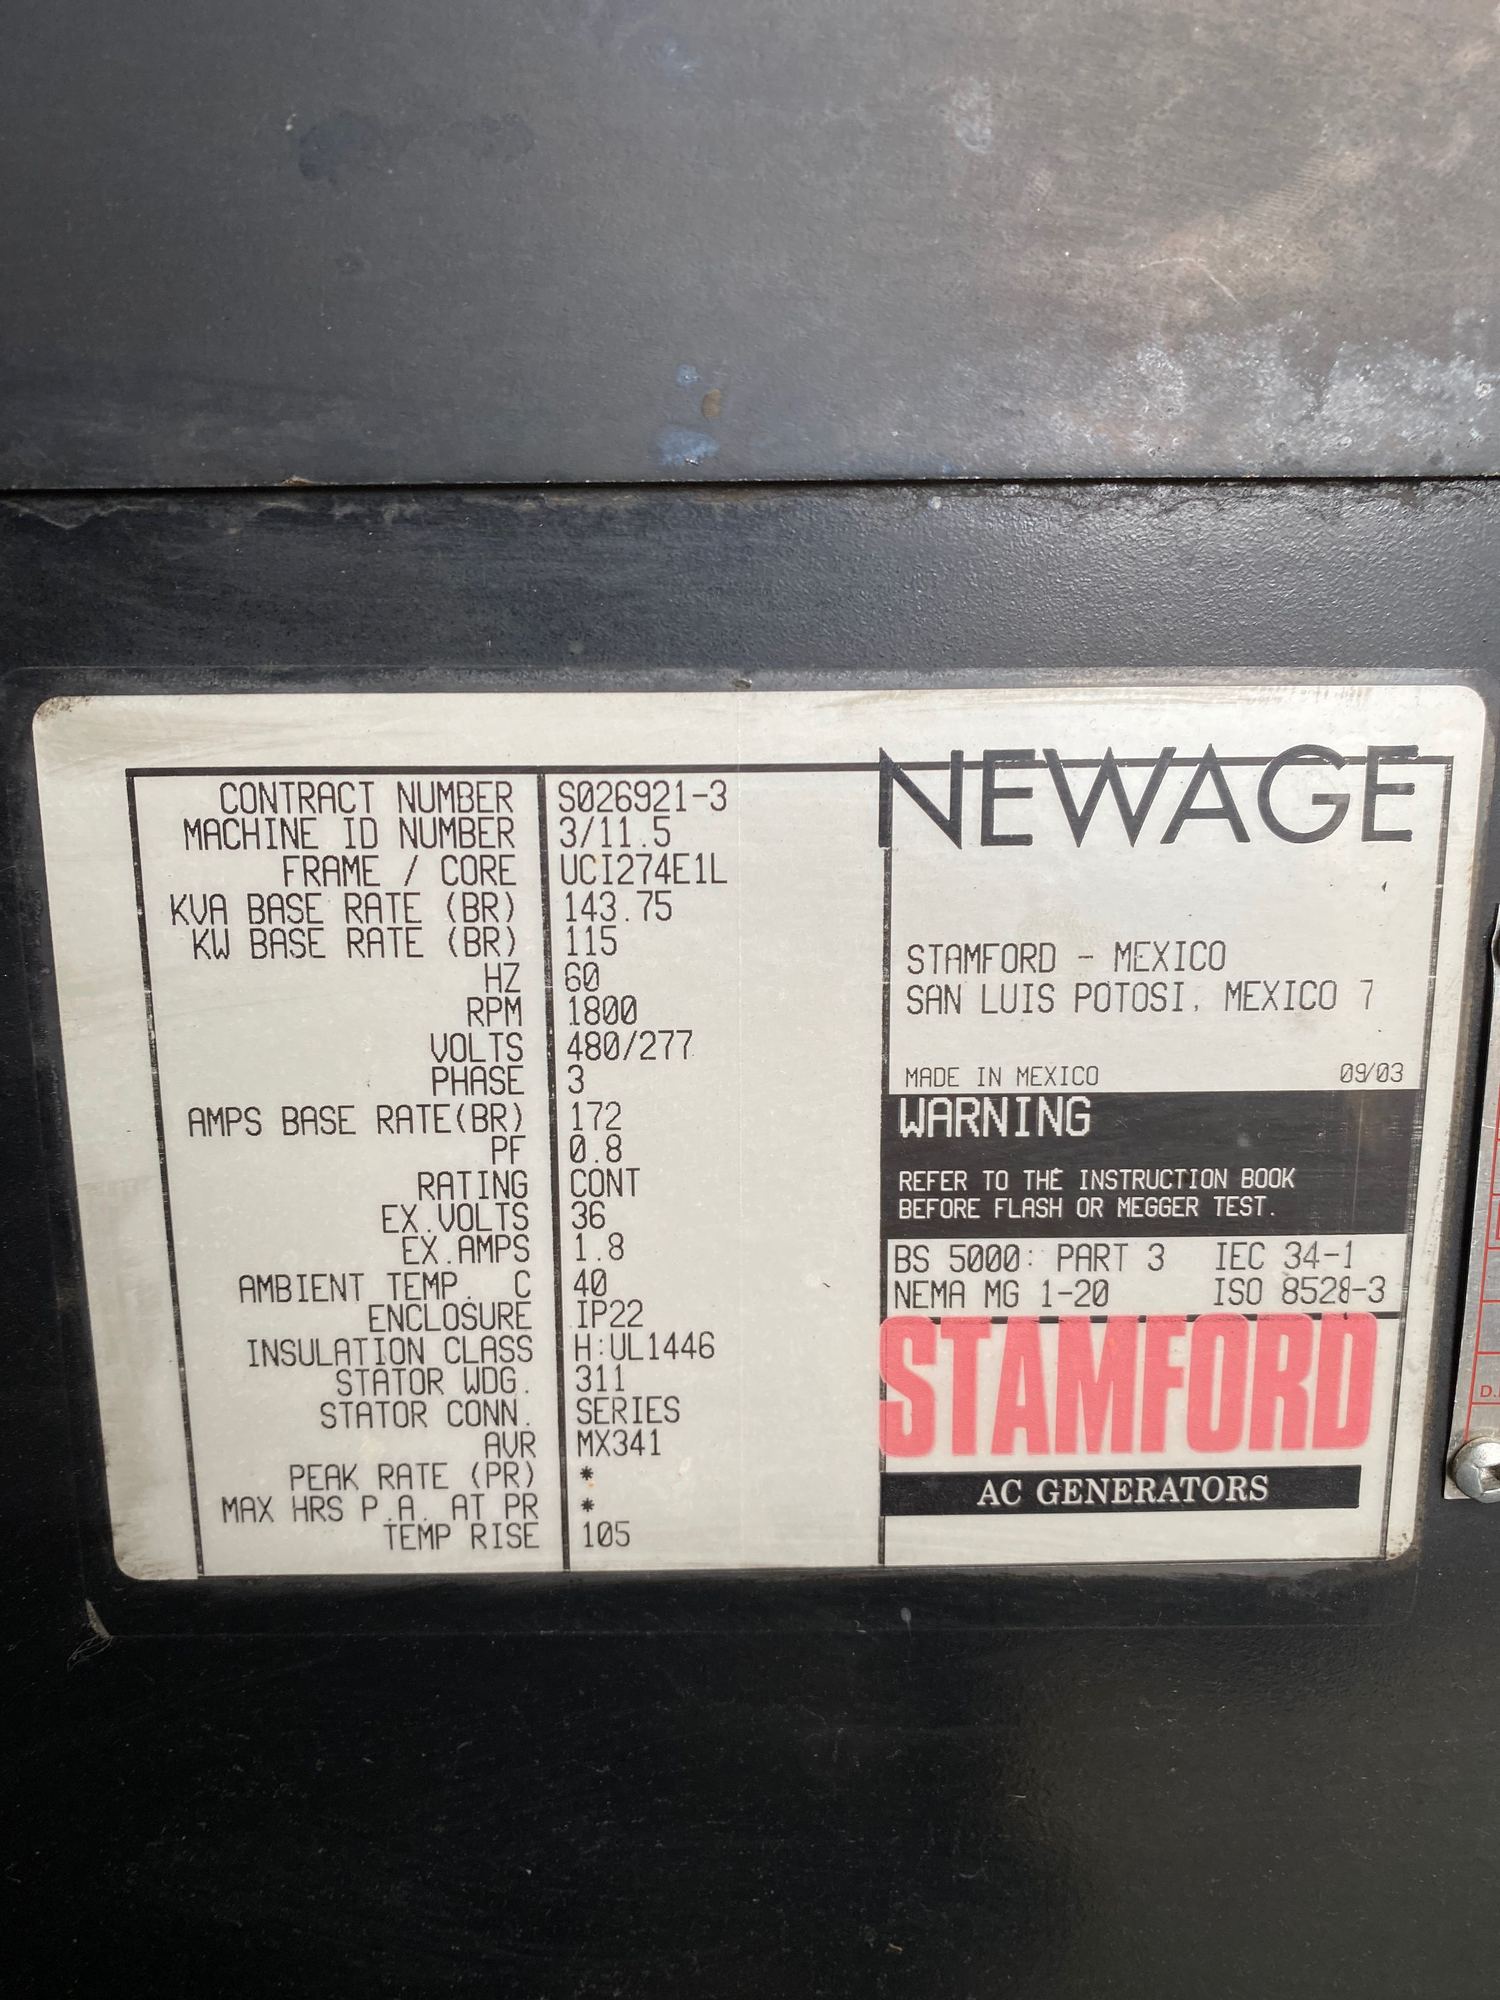 CONTRACT NUMBER S026921-3
MACHINE ID NUMBER 3/11.5
FRAME / CORE UCI274E1L
KVA BASE RATE (BR) 143.75
KW BASE RATE (BR) 115
HZ 60
RPM 1800
VOLTS 480/277
PHASE 3
AMPS BASE RATE(BR) 172
PF 0.8
RATING CONT
EX.VOLTS 36
EX.AMPS 1.8
AMBIENT TEMP. C 40
ENCLOSURE IP22
INSULATION CLASS H:UL1446
STATOR WDG. 311
STATOR CONN. SERIES
AVR MX341
PEAK RATE (PR) *
MAX HRS P.A. AT PR *
TEMP RISE 105
NEWAGE
STAMFORD - MEXICO
SAN LUIS POTOSI, MEXICO 7
MADE IN MEXICO 09/03
WARNING
REFER TO THE INSTRUCTION BOOK
BEFORE FLASH OR MEGGER TEST.
BS 5000: PART 3 IEC 34-1
NEMA MG 1-20 ISO 8528-3
STAMFORD
AC GENERATORS